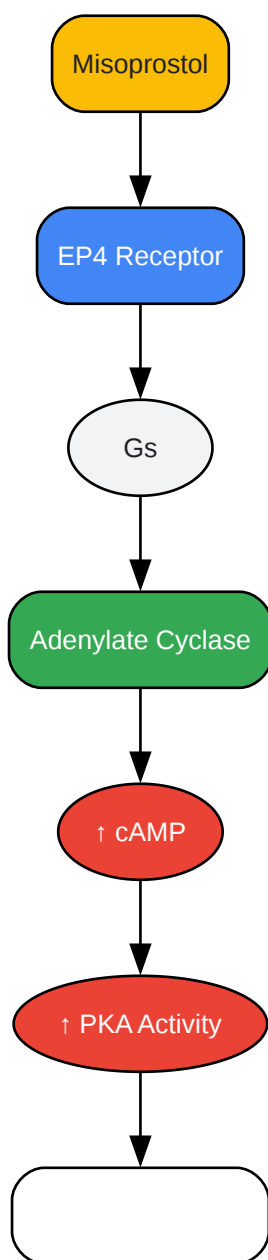 Misoprostol
EP4 Receptor
Gs
Adenylate Cyclase
↑ cAMP
↑ PKA Activity